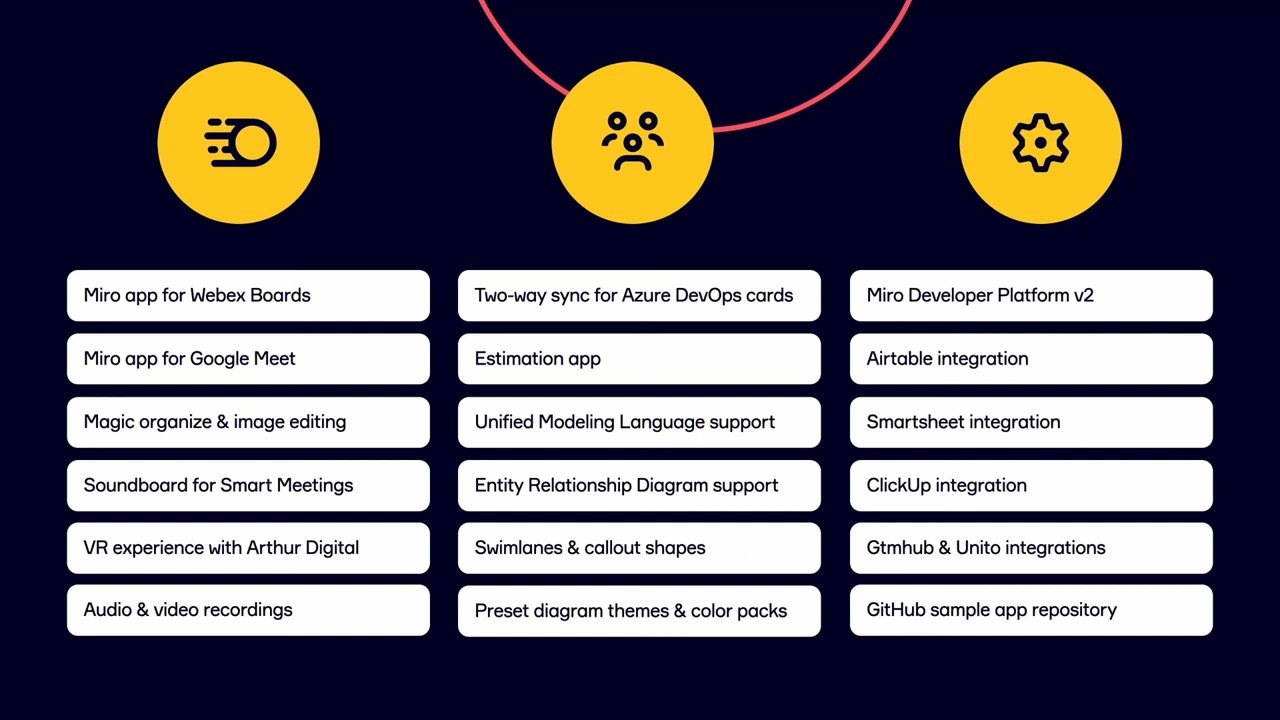 Miro app for Webex Boards
Miro app for Google Meet
Magic organize & image editing
Soundboard for Smart Meetings
VR experience with Arthur Digital
Audio & video recordings
Two-way sync for Azure DevOps cards
Estimation app
Unified Modeling Language support
Entity Relationship Diagram support
Swimlanes & callout shapes
Preset diagram themes & color packs
Miro Developer Platform v2
Airtable integration
Smartsheet integration
ClickUp integration
Gtmhub & Unito integrations
GitHub sample app repository